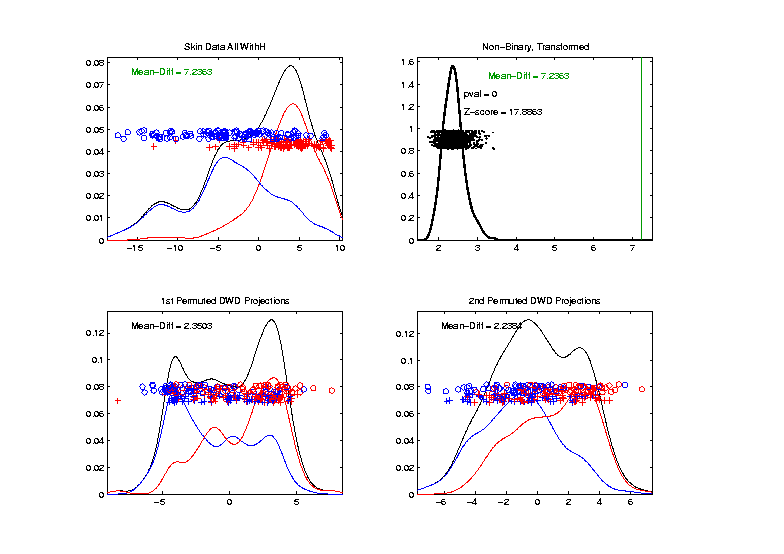 Skin Data All WithH
Mean-Diff = 7.2363
0.08
0.07
0.06
0.05
0.04
0.03
0.02
0.01
0
-15 -10 -5 0 5 10
Non-Binary, Transformed
Mean-Diff = 7.2363
pval = 0
Z-score = 17.8863
1.6
1.4
1.2
1
0.8
0.6
0.4
0.2
0
2 3 4 5 6 7
1st Permuted DWD Projections
Mean-Diff = 2.3503
0.12
0.1
0.08
0.06
0.04
0.02
0
-5 0 5
2nd Permuted DWD Projections
Mean-Diff = 2.2384
0.12
0.1
0.08
0.06
0.04
0.02
0
-6 -4 -2 0 2 4 6